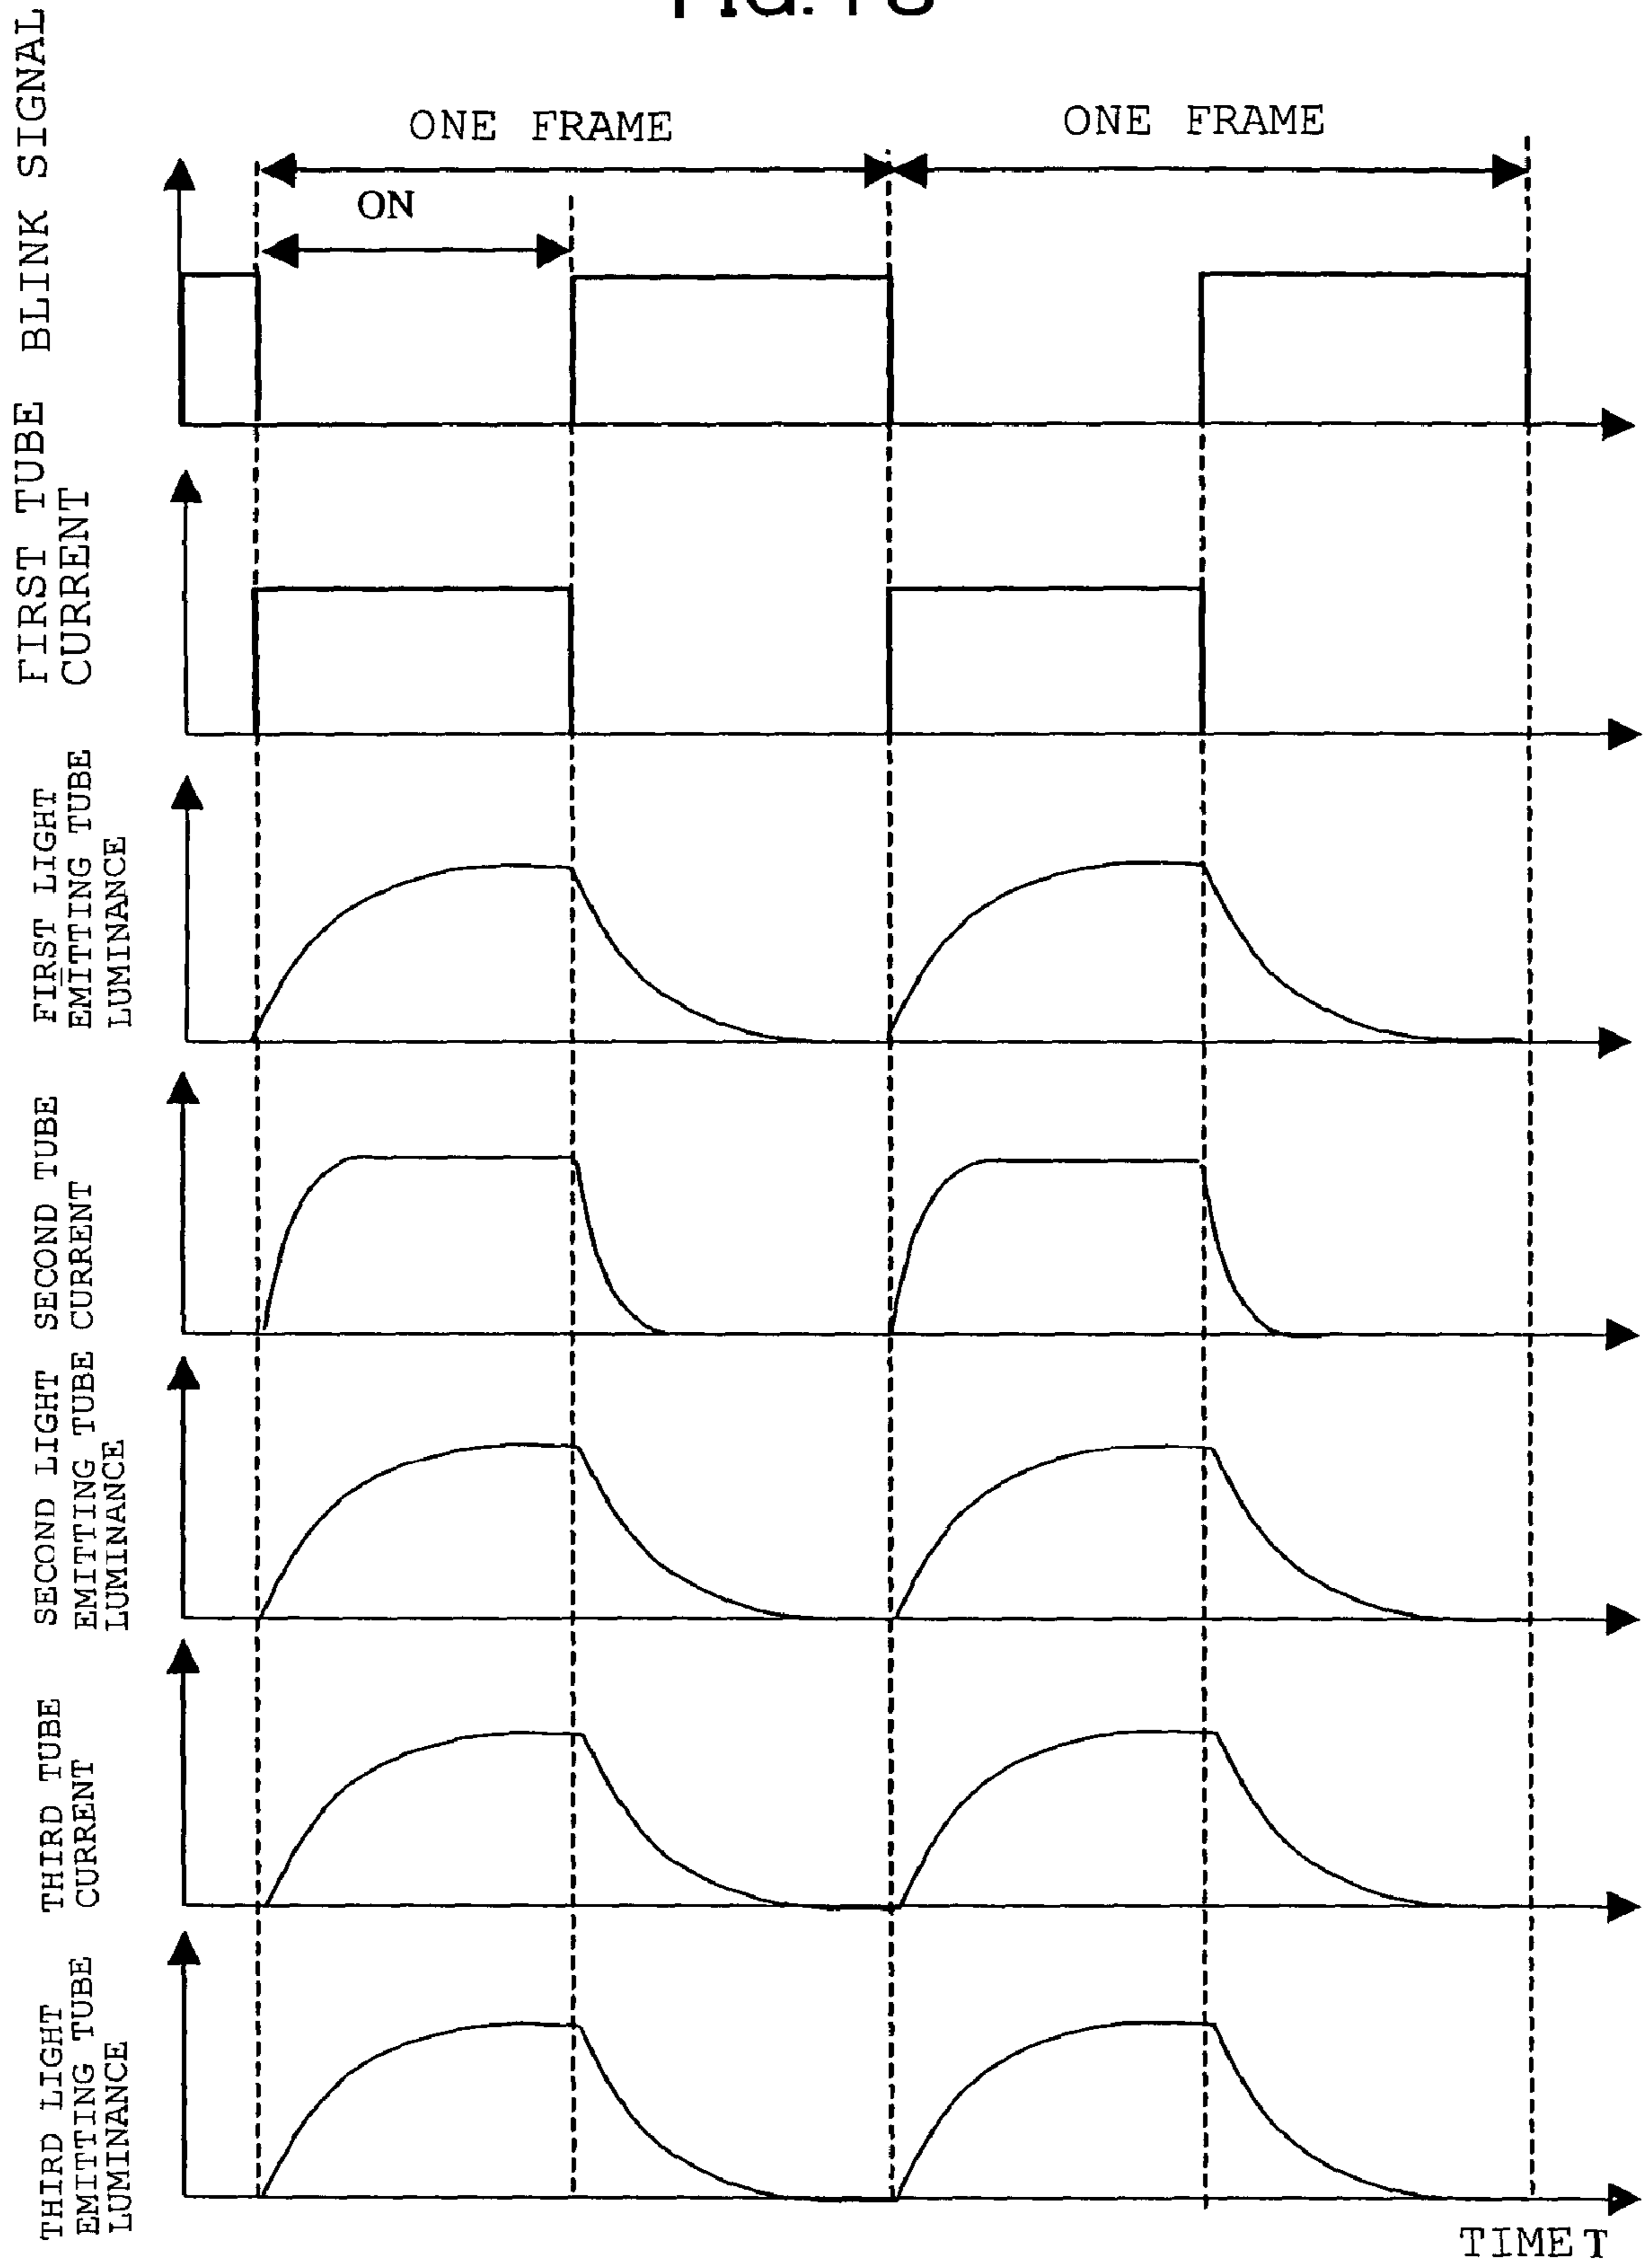 ONE FRAME
ONE FRAME
ON
BLINK SIGNAL
FIRST TUBE
CURRENT
FIRST LIGHT
EMITTING TUBE
LUMINANCE
SECOND TUBE
CURRENT
SECOND LIGHT
EMITTING TUBE
LUMINANCE
THIRD TUBE
CURRENT
THIRD LIGHT
EMITTING TUBE
LUMINANCE
TIME T